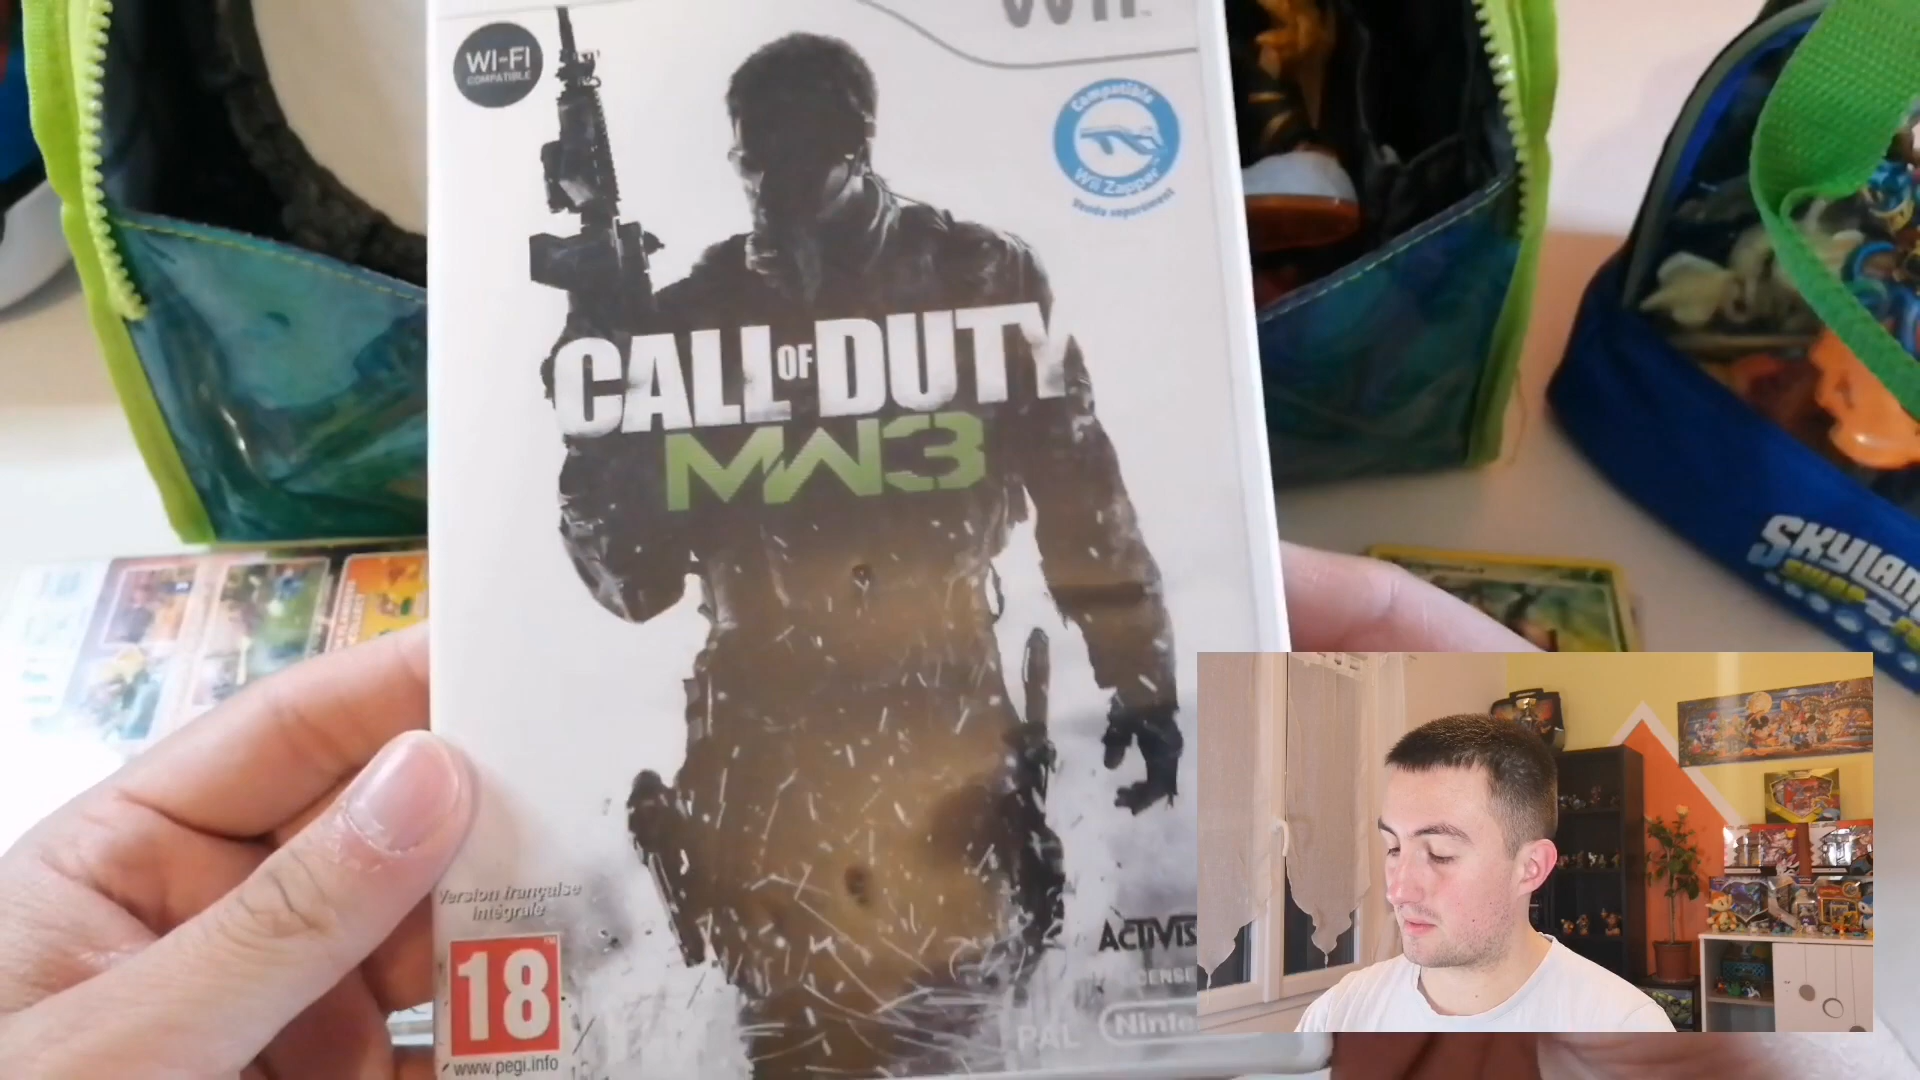 WI-FI
COMPATIBLE
Compatible
Wii Zapper
Vendu séparément
CALL OF DUTY
MW3
Version française
intégrale
18
www.pegi.info
PAL
SWAP